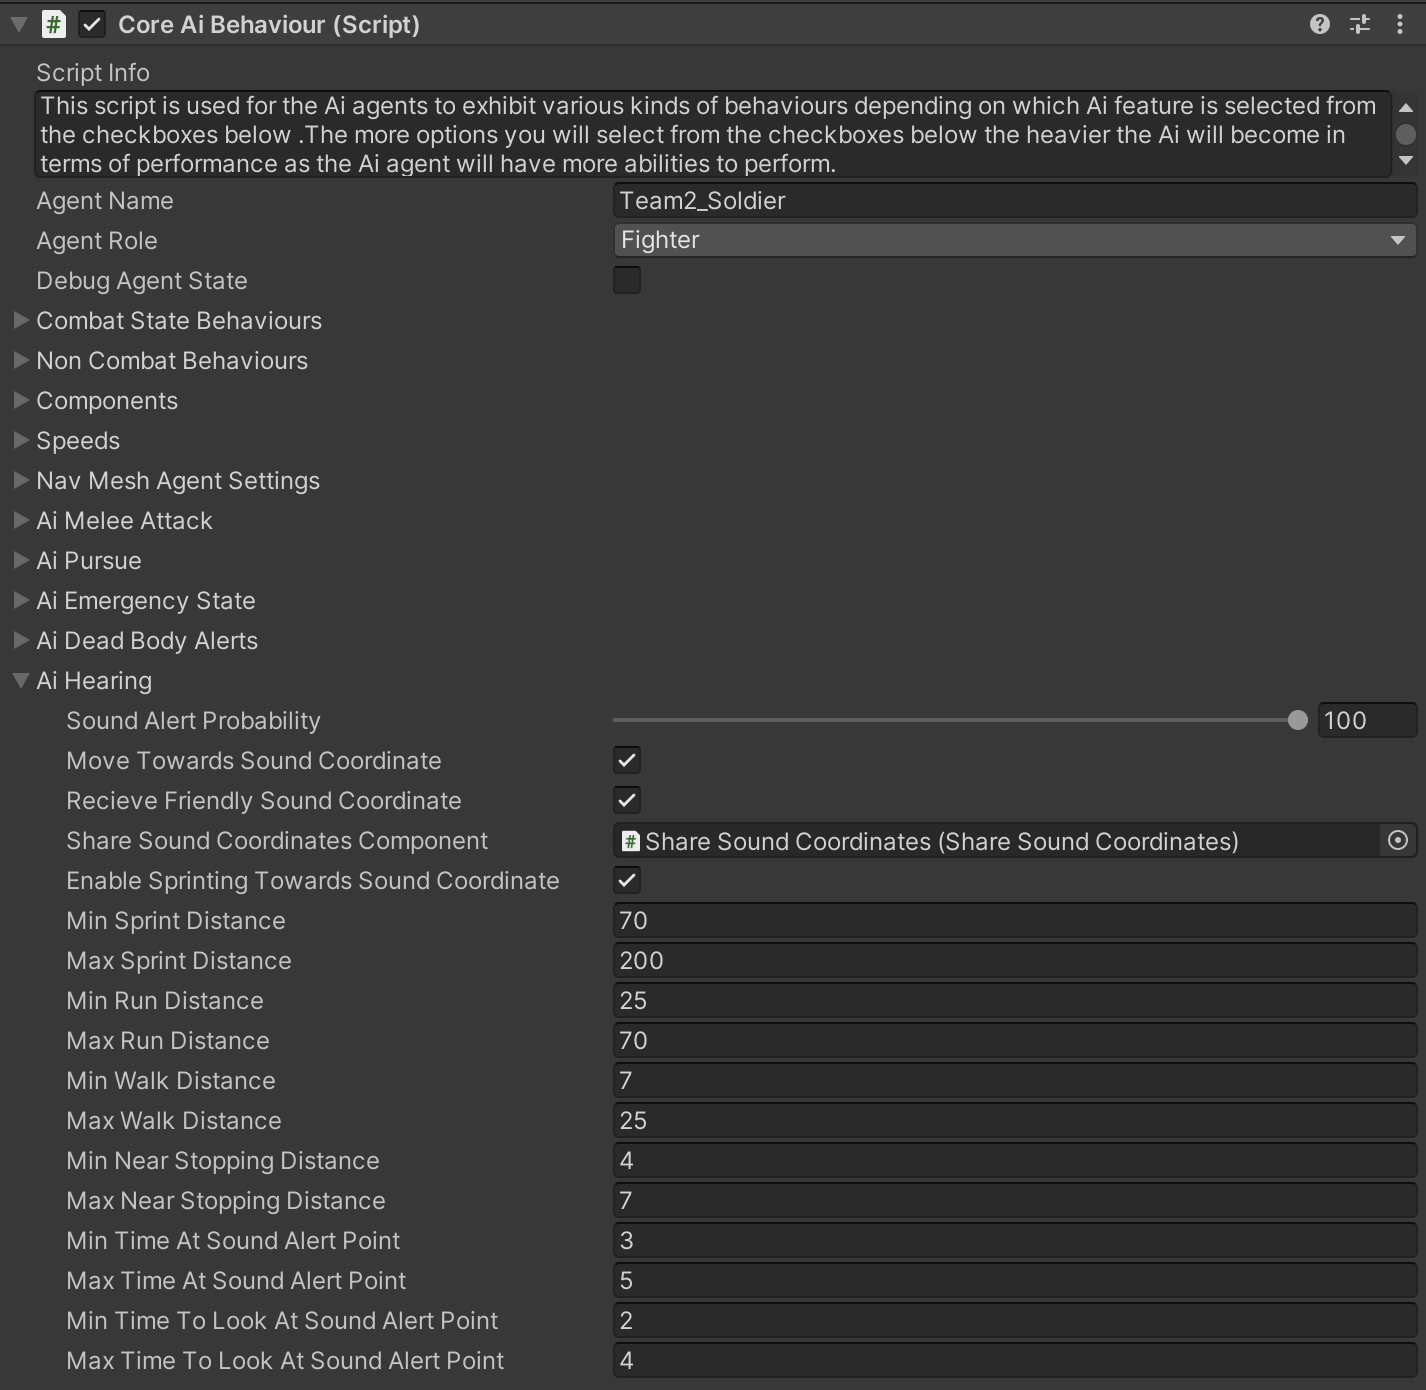 # Core Ai Behaviour (Script)
Script Info
This script is used for the Ai agents to exhibit various kinds of behaviours depending on which Ai feature is selected from
the checkboxes below .The more options you will select from the checkboxes below the heavier the Ai will become in
terms of performance as the Ai agent will have more abilities to perform.
Agent Name Team2_Soldier
Agent Role Fighter
Debug Agent State
Combat State Behaviours
Non Combat Behaviours
Components
Speeds
Nav Mesh Agent Settings
Ai Melee Attack
Ai Pursue
Ai Emergency State
Ai Dead Body Alerts
Ai Hearing
Sound Alert Probability 100
Move Towards Sound Coordinate
Recieve Friendly Sound Coordinate
Share Sound Coordinates Component # Share Sound Coordinates (Share Sound Coordinates)
Enable Sprinting Towards Sound Coordinate
Min Sprint Distance 70
Max Sprint Distance 200
Min Run Distance 25
Max Run Distance 70
Min Walk Distance 7
Max Walk Distance 25
Min Near Stopping Distance 4
Max Near Stopping Distance 7
Min Time At Sound Alert Point 3
Max Time At Sound Alert Point 5
Min Time To Look At Sound Alert Point 2
Max Time To Look At Sound Alert Point 4